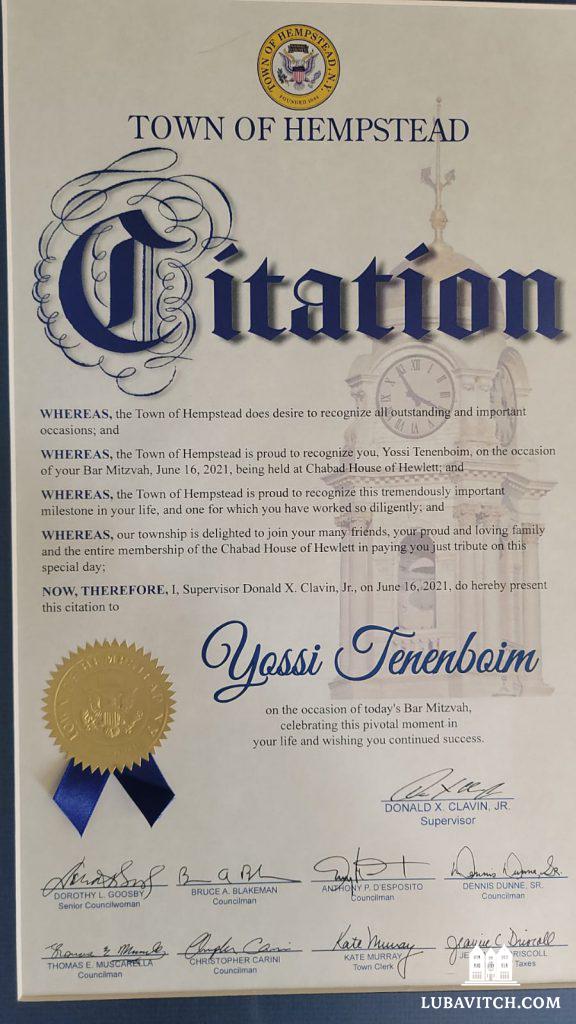 TOWN OF HEMPSTEAD, N.Y.
FOUNDED 1644
TOWN OF HEMPSTEAD
Citation
WHEREAS, the Town of Hempstead does desire to recognize all outstanding and important
occasions; and
WHEREAS, the Town of Hempstead is proud to recognize you, Yossi Tenenboim, on the occasion
of your Bar Mitzvah, June 16, 2021, being held at Chabad House of Hewlett; and
WHEREAS, the Town of Hempstead is proud to recognize this tremendously important
milestone in your life, and one for which you have worked so diligently; and
WHEREAS, our township is delighted to join your many friends, your proud and loving family
and the entire membership of the Chabad House of Hewlett in paying you just tribute on this
special day;
NOW, THEREFORE, I, Supervisor Donald X. Clavin, Jr., on June 16, 2021, do hereby present
this citation to
Yossi Tenenboim
on the occasion of today's Bar Mitzvah,
celebrating this pivotal moment in
your life and wishing you continued success.
DONALD X. CLAVIN, JR.
Supervisor
Dennis Dunne, Sr.
DOROTHY L. GOOSBY BRUCE A. BLAKEMAN ANTHONY P. D'ESPOSITO DENNIS DUNNE, SR.
Senior Councilwoman Councilman Councilman Councilman
Kate Murray Jeanine C. Driscoll
THOMAS E. MUSCARELLA CHRISTOPHER CARINI KATE MURRAY
Councilman Councilman Town Clerk Taxes
LUBAVITCH.COM